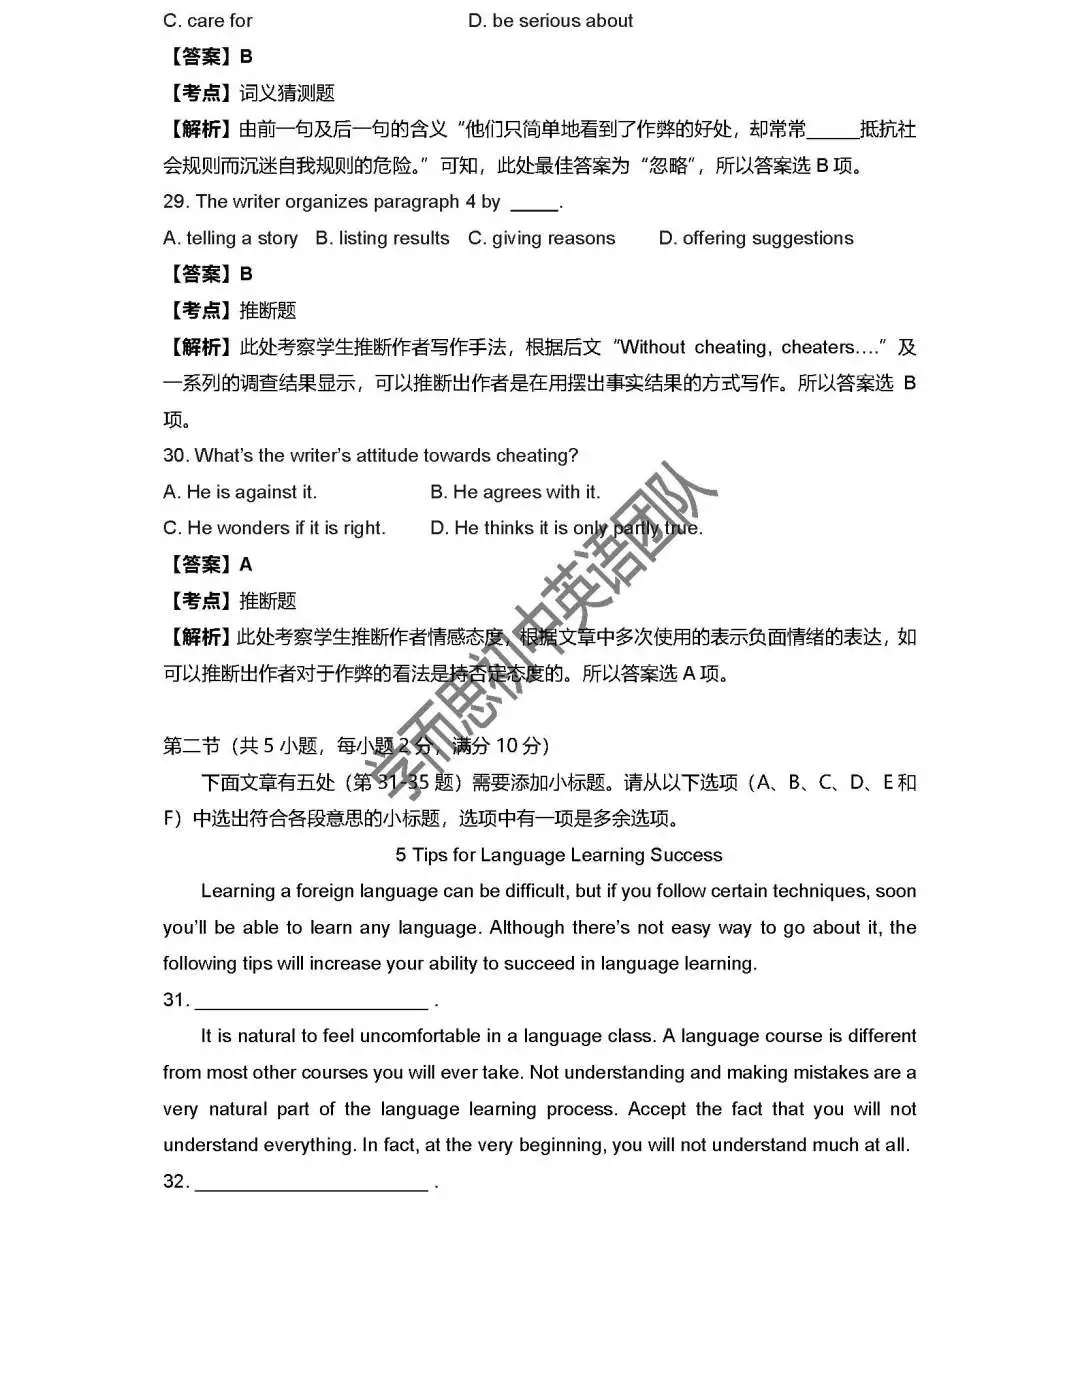 C. care for D. be serious about
【答案】B
【考点】词义猜测题
【解析】由前一句及后一句的含义“他们只简单地看到了作弊的好处，却常常_____抵抗社
会规则而沉迷自我规则的危险。”可知，此处最佳答案为“忽略”，所以答案选 B 项。
29. The writer organizes paragraph 4 by _____.
A. telling a story B. listing results C. giving reasons D. offering suggestions
【答案】B
【考点】推断题
【解析】此处考察学生推断作者写作手法，根据后文“Without cheating, cheaters....”及
一系列的调查结果显示，可以推断出作者是在用摆出事实结果的方式写作。所以答案选 B
项。
30. What's the writer's attitude towards cheating?
A. He is against it. B. He agrees with it.
C. He wonders if it is right. D. He thinks it is only partly true.
【答案】A
【考点】推断题
【解析】此处考察学生推断作者情感态度，根据文章中多次使用的表示负面情绪的表达，如
可以推断出作者对于作弊的看法是持否定态度的。所以答案选 A 项。
学而思初中英语团队
第二节（共 5 小题，每小题 2 分，满分 10 分）
下面文章有五处（第 31-35 题）需要添加小标题。请从以下选项（A、B、C、D、E 和
F）中选出符合各段意思的小标题，选项中有一项是多余选项。
5 Tips for Language Learning Success
Learning a foreign language can be difficult, but if you follow certain techniques, soon
you'll be able to learn any language. Although there's not easy way to go about it, the
following tips will increase your ability to succeed in language learning.
31. ______________________ .
It is natural to feel uncomfortable in a language class. A language course is different
from most other courses you will ever take. Not understanding and making mistakes are a
very natural part of the language learning process. Accept the fact that you will not
understand everything. In fact, at the very beginning, you will not understand much at all.
32. ______________________ .